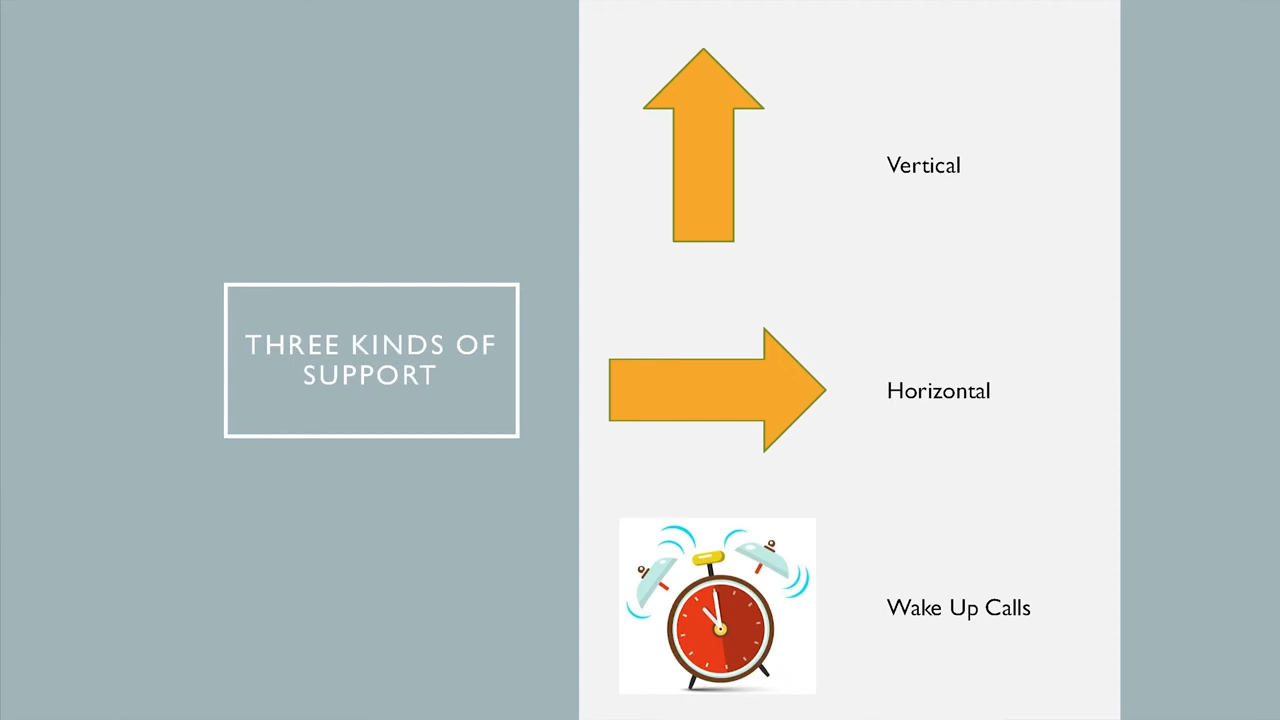 THREE KINDS OF
SUPPORT
Vertical
Horizontal
Wake Up Calls